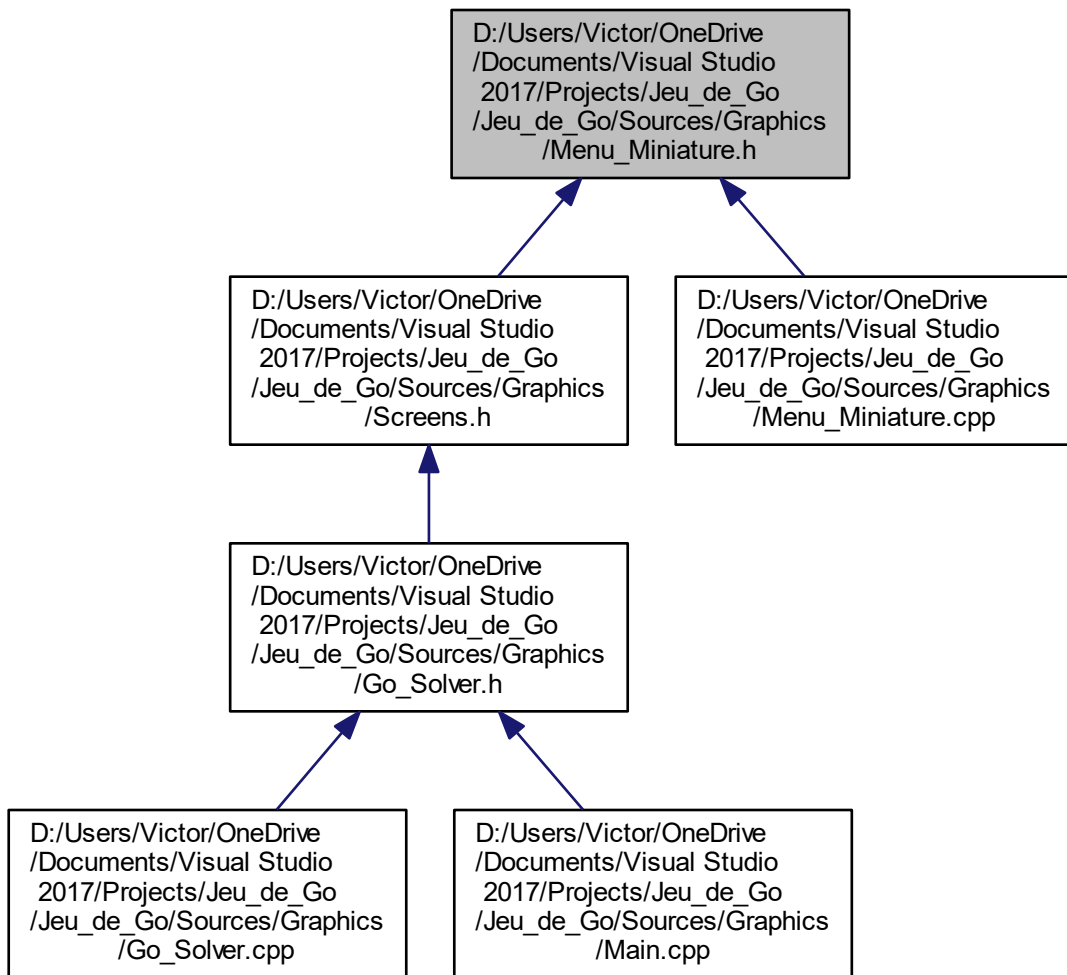 D:/Users/Victor/OneDrive
/Documents/Visual Studio
2017/Projects/Jeu_de_Go
/Jeu_de_Go/Sources/Graphics
/Menu_Miniature.h
D:/Users/Victor/OneDrive
/Documents/Visual Studio
2017/Projects/Jeu_de_Go
/Jeu_de_Go/Sources/Graphics
/Screens.h
D:/Users/Victor/OneDrive
/Documents/Visual Studio
2017/Projects/Jeu_de_Go
/Jeu_de_Go/Sources/Graphics
/Menu_Miniature.cpp
D:/Users/Victor/OneDrive
/Documents/Visual Studio
2017/Projects/Jeu_de_Go
/Jeu_de_Go/Sources/Graphics
/Go_Solver.h
D:/Users/Victor/OneDrive
/Documents/Visual Studio
2017/Projects/Jeu_de_Go
/Jeu_de_Go/Sources/Graphics
/Go_Solver.cpp
D:/Users/Victor/OneDrive
/Documents/Visual Studio
2017/Projects/Jeu_de_Go
/Jeu_de_Go/Sources/Graphics
/Main.cpp